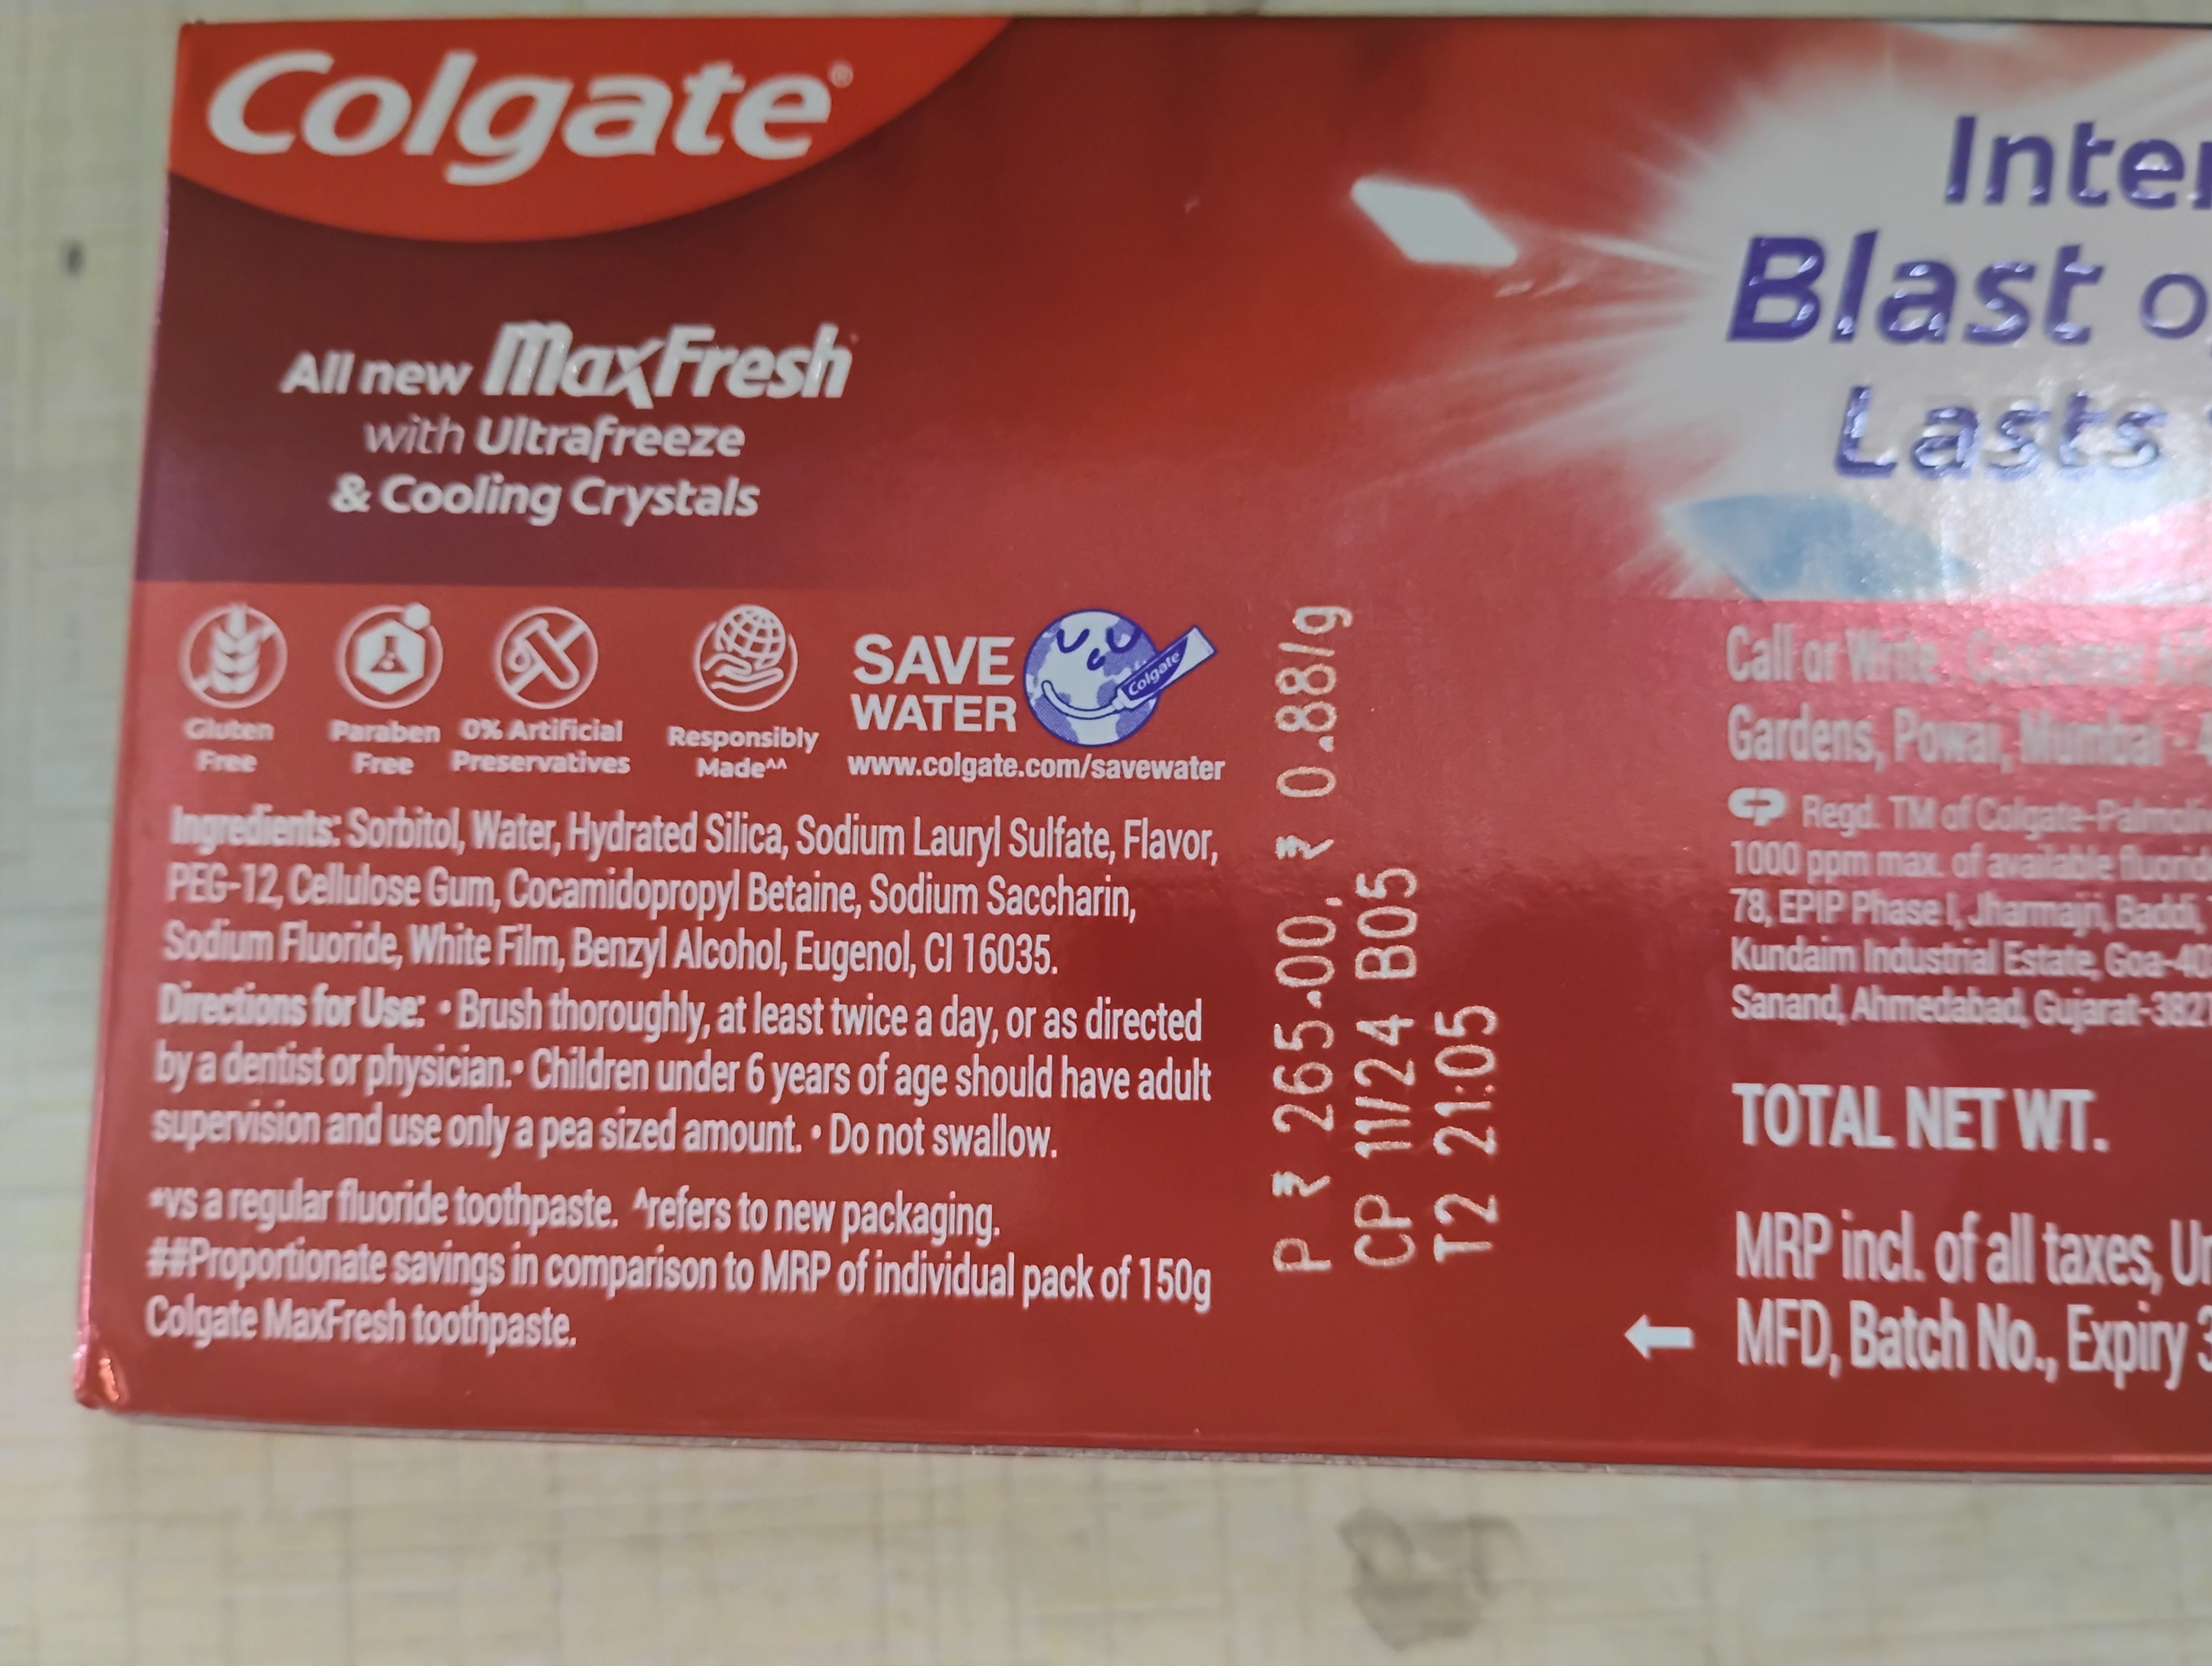 Colgate®
All new MaxFresh
with Ultrafreeze
& Cooling Crystals
Gluten
Free
Paraben
Free
0% Artificial
Preservatives
Responsibly
Made^^
SAVE
WATER
Colgate
www.colgate.com/savewater
Ingredients: Sorbitol, Water, Hydrated Silica, Sodium Lauryl Sulfate, Flavor,
PEG-12, Cellulose Gum, Cocamidopropyl Betaine, Sodium Saccharin,
Sodium Fluoride, White Film, Benzyl Alcohol, Eugenol, CI 16035.
Directions for Use: • Brush thoroughly, at least twice a day, or as directed
by a dentist or physician.• Children under 6 years of age should have adult
supervision and use only a pea sized amount. • Do not swallow.
*vs a regular fluoride toothpaste. ^refers to new packaging.
##Proportionate savings in comparison to MRP of individual pack of 150g
Colgate MaxFresh toothpaste.
P ₹ 265.00, ₹ 0.88/g
CP 11/24 B05
T2 21:05
Blast
Lasts
Call or Write
Gardens, Powai, Mumbai -
Regd. TM of
1000 ppm max. of available
78, EPIP Phase I, Jharmajri, Baddi,
Kundaim Industrial Estate,
Sanand, Ahmedabad,
TOTAL NET WT.
MRP incl. of all taxes,
← MFD, Batch No., Expiry